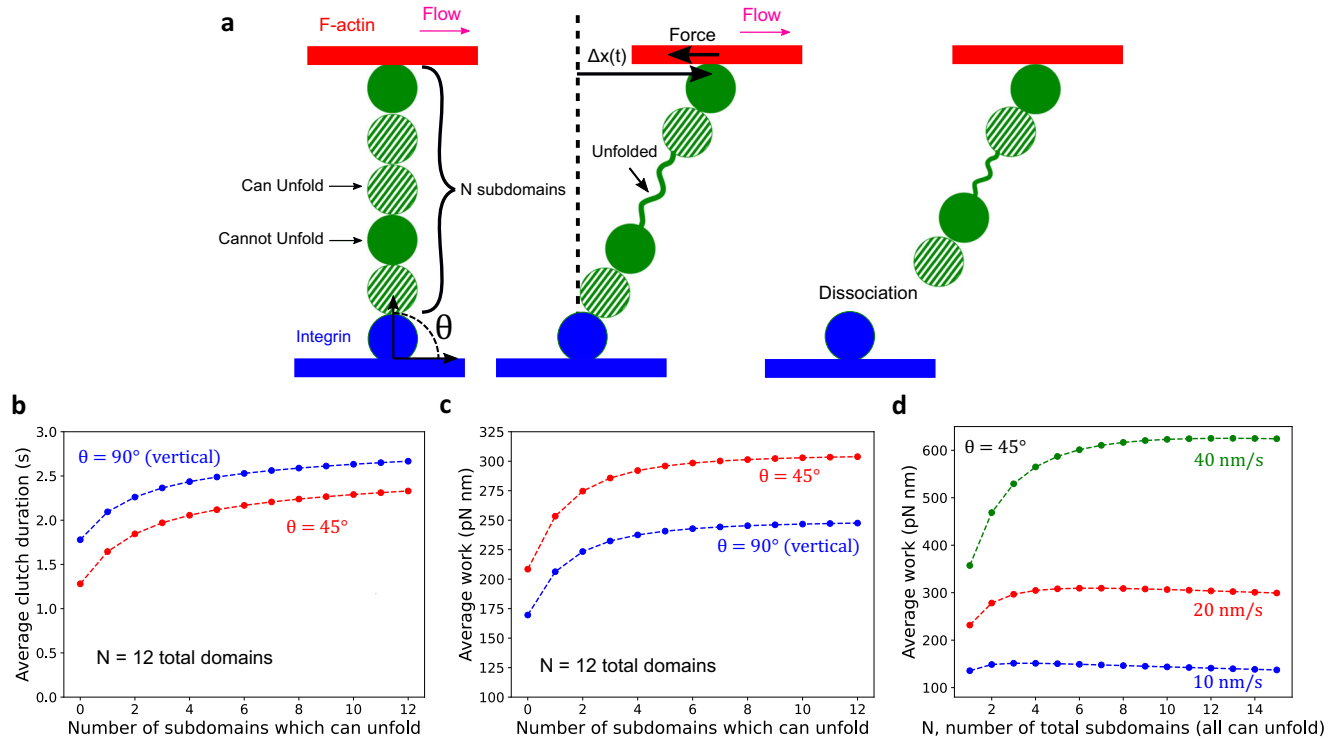 a
F-actin
Flow
Can Unfold
Cannot Unfold
N subdomains
θ
Integrin
Flow
Force
Δx(t)
Unfolded
Dissociation
b
3.0
2.5
2.0
1.5
1.0
0.5
0.0
Average clutch duration (s)
θ = 90° (vertical)
θ = 45°
N = 12 total domains
0 2 4 6 8 10 12
Number of subdomains which can unfold
c
325
300
275
250
225
200
175
150
125
100
Average work (pN nm)
θ = 45°
θ = 90° (vertical)
N = 12 total domains
0 2 4 6 8 10 12
Number of subdomains which can unfold
d
600
500
400
300
200
100
Average work (pN nm)
θ = 45°
40 nm/s
20 nm/s
10 nm/s
2 4 6 8 10 12 14
N, number of total subdomains (all can unfold)